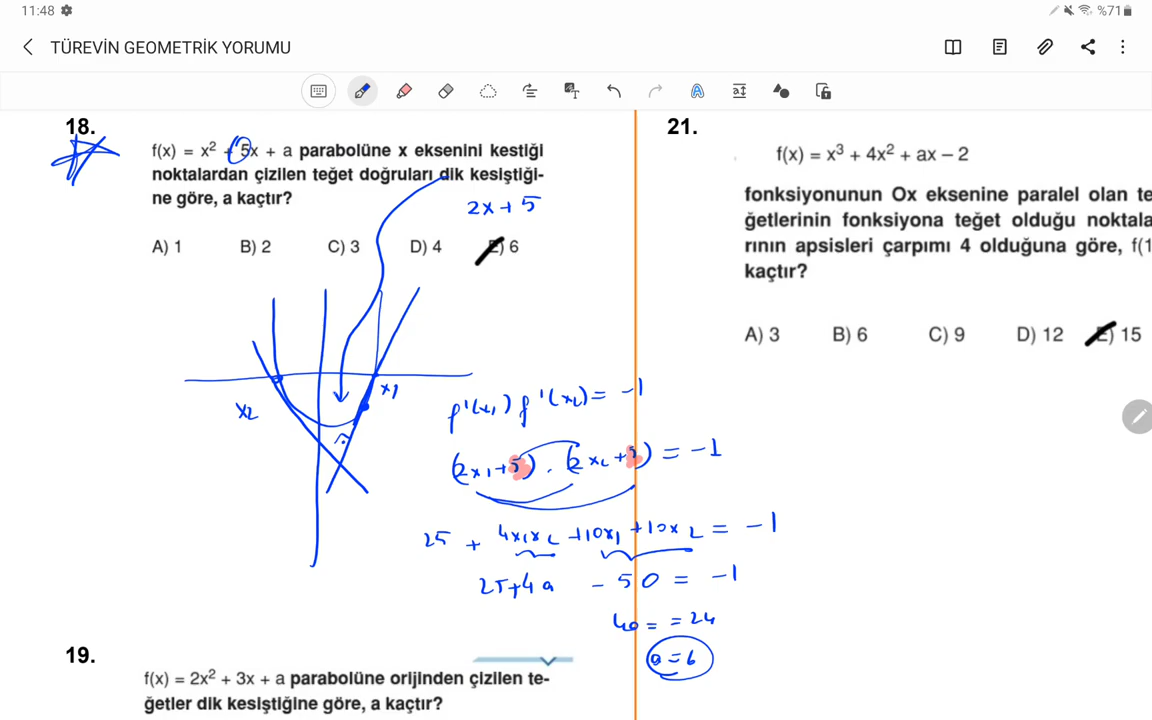 11:48
%71
TÜREVİN GEOMETRİK YORUMU
18.
f(x) = x² + 5x + a parabolüne x eksenini kestiği
noktalardan çizilen teğet doğruları dik kesiştiği-
ne göre, a kaçtır?
2x + 5
A) 1 B) 2 C) 3 D) 4 E) 6
x1
x2
f'(x1) f'(x2) = -1
(2x1+5) . (2x2+5) = -1
25 + 4x1x2 +10x1 +10x2 = -1
25+4a - 50 = -1
4a = = 24
a = 6
19.
f(x) = 2x² + 3x + a parabolüne orijinden çizilen te-
ğetler dik kesiştiğine göre, a kaçtır?
21.
f(x) = x³ + 4x² + ax – 2
fonksiyonunun Ox eksenine paralel olan te
ğetlerinin fonksiyona teğet olduğu noktala
rının apsisleri çarpımı 4 olduğuna göre, f(1
kaçtır?
A) 3 B) 6 C) 9 D) 12 E) 15